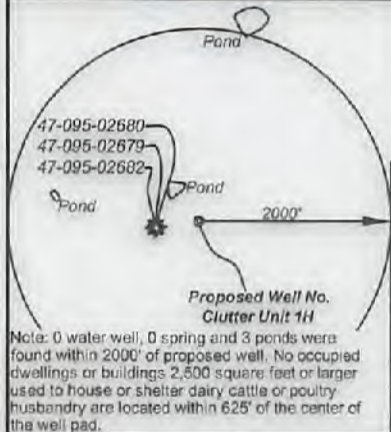 Pond
47-095-02680
47-095-02679
47-095-02682
Pond
Pond
2000'
Proposed Well No.
Clutter Unit 1H
Note: 0 water well, 0 spring and 3 ponds were
found within 2000' of proposed well. No occupied
dwellings or buildings 2,500 square feet or larger
used to house or shelter dairy cattle or poultry
husbandry are located within 625' of the center of
the well pad.